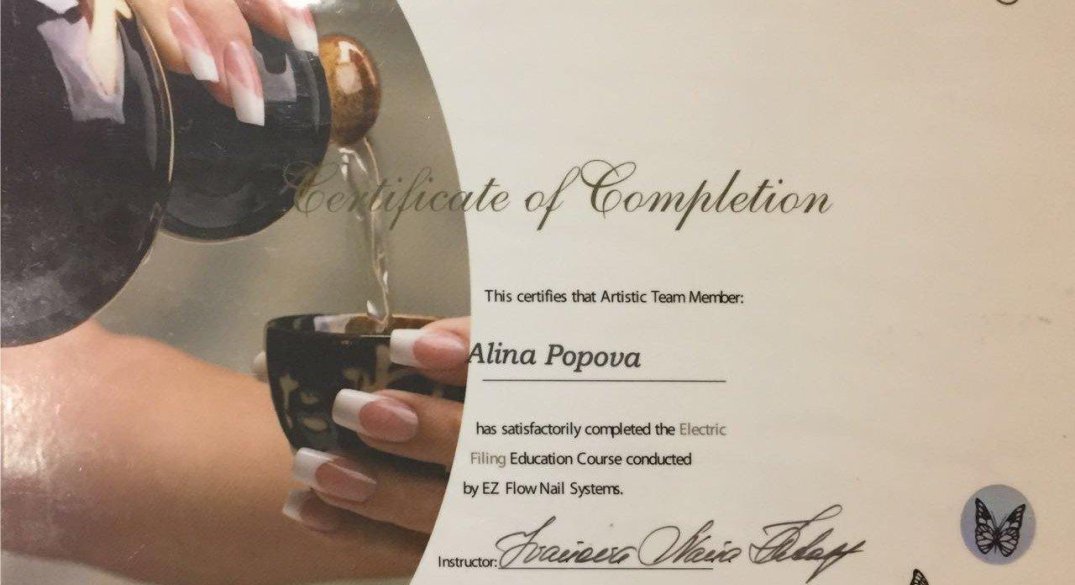 Certificate of Completion
This certifies that Artistic Team Member:
Alina Popova
has satisfactorily completed the Electric
Filing Education Course conducted
by EZ Flow Nail Systems.
Instructor: